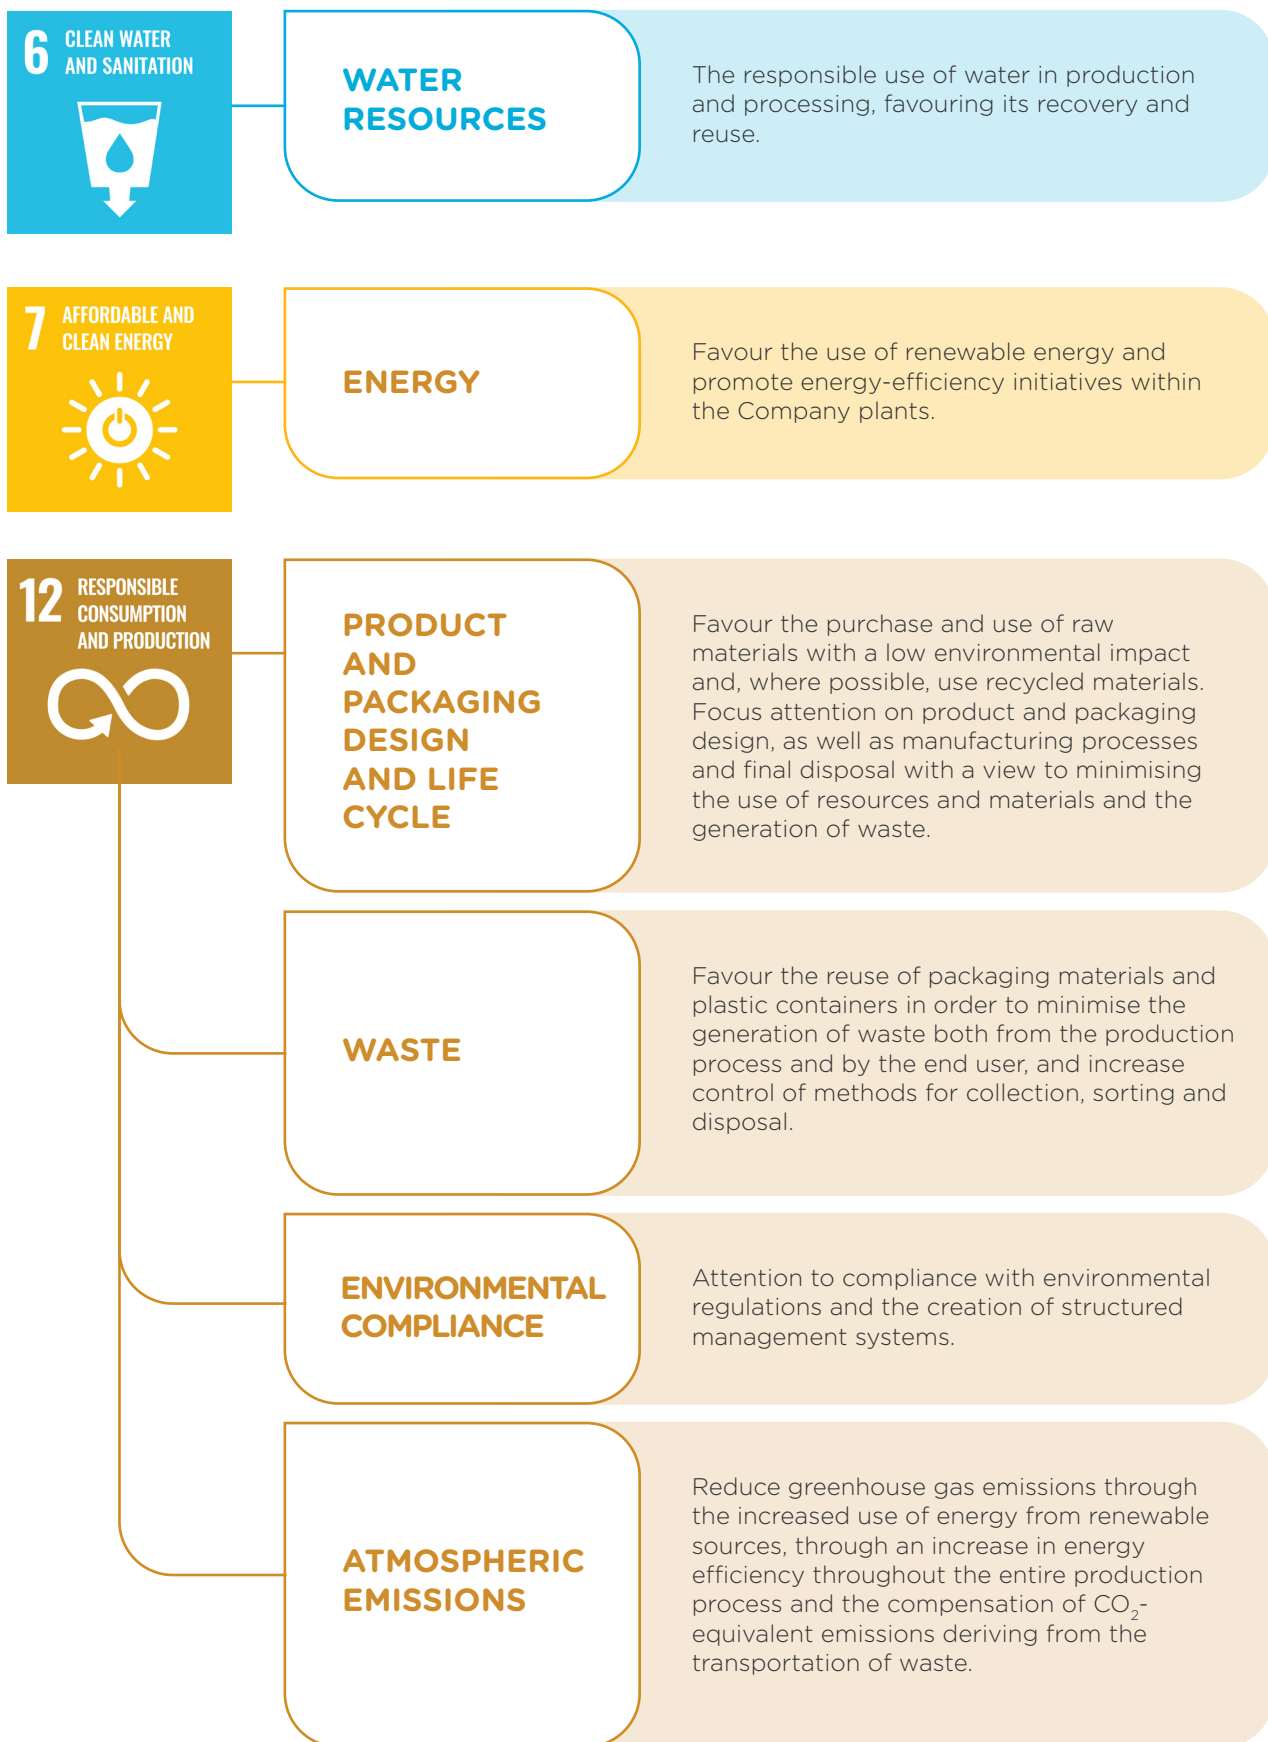 6 CLEAN WATER
AND SANITATION
WATER
RESOURCES
The responsible use of water in production
and processing, favouring its recovery and
reuse.
7 AFFORDABLE AND
CLEAN ENERGY
ENERGY
Favour the use of renewable energy and
promote energy-efficiency initiatives within
the Company plants.
12 RESPONSIBLE
CONSUMPTION
AND PRODUCTION
PRODUCT
AND
PACKAGING
DESIGN
AND LIFE
CYCLE
Favour the purchase and use of raw
materials with a low environmental impact
and, where possible, use recycled materials.
Focus attention on product and packaging
design, as well as manufacturing processes
and final disposal with a view to minimising
the use of resources and materials and the
generation of waste.
WASTE
Favour the reuse of packaging materials and
plastic containers in order to minimise the
generation of waste both from the production
process and by the end user, and increase
control of methods for collection, sorting and
disposal.
ENVIRONMENTAL
COMPLIANCE
Attention to compliance with environmental
regulations and the creation of structured
management systems.
ATMOSPHERIC
EMISSIONS
Reduce greenhouse gas emissions through
the increased use of energy from renewable
sources, through an increase in energy
efficiency throughout the entire production
process and the compensation of CO₂-
equivalent emissions deriving from the
transportation of waste.